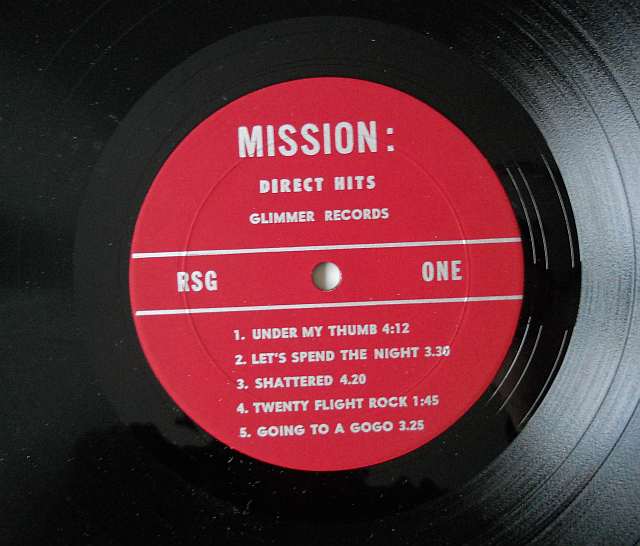 MISSION:
DIRECT HITS
GLIMMER RECORDS
RSG ONE
1. UNDER MY THUMB 4:12
2. LET'S SPEND THE NIGHT 3.30
3. SHATTERED 4.20
4. TWENTY FLIGHT ROCK 1:45
5. GOING TO A GOGO 3.25